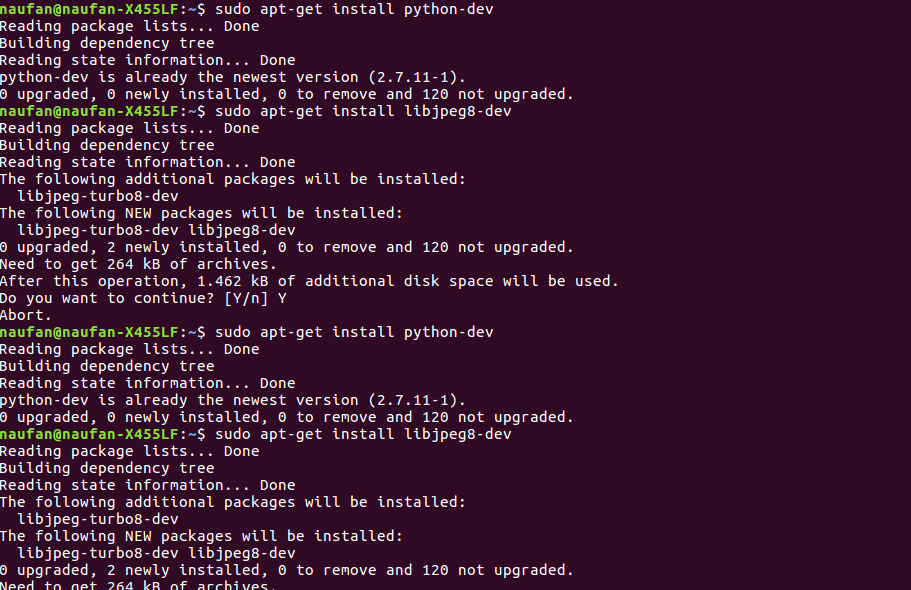 naufan@naufan-X455LF:~$ sudo apt-get install python-dev
Reading package lists... Done
Building dependency tree
Reading state information... Done
python-dev is already the newest version (2.7.11-1).
0 upgraded, 0 newly installed, 0 to remove and 120 not upgraded.
naufan@naufan-X455LF:~$ sudo apt-get install libjpeg8-dev
Reading package lists... Done
Building dependency tree
Reading state information... Done
The following additional packages will be installed:
  libjpeg-turbo8-dev
The following NEW packages will be installed:
  libjpeg-turbo8-dev libjpeg8-dev
0 upgraded, 2 newly installed, 0 to remove and 120 not upgraded.
Need to get 264 kB of archives.
After this operation, 1.462 kB of additional disk space will be used.
Do you want to continue? [Y/n] Y
Abort.
naufan@naufan-X455LF:~$ sudo apt-get install python-dev
Reading package lists... Done
Building dependency tree
Reading state information... Done
python-dev is already the newest version (2.7.11-1).
0 upgraded, 0 newly installed, 0 to remove and 120 not upgraded.
naufan@naufan-X455LF:~$ sudo apt-get install libjpeg8-dev
Reading package lists... Done
Building dependency tree
Reading state information... Done
The following additional packages will be installed:
  libjpeg-turbo8-dev
The following NEW packages will be installed:
  libjpeg-turbo8-dev libjpeg8-dev
0 upgraded, 2 newly installed, 0 to remove and 120 not upgraded.
Need to get 264 kB of archives.